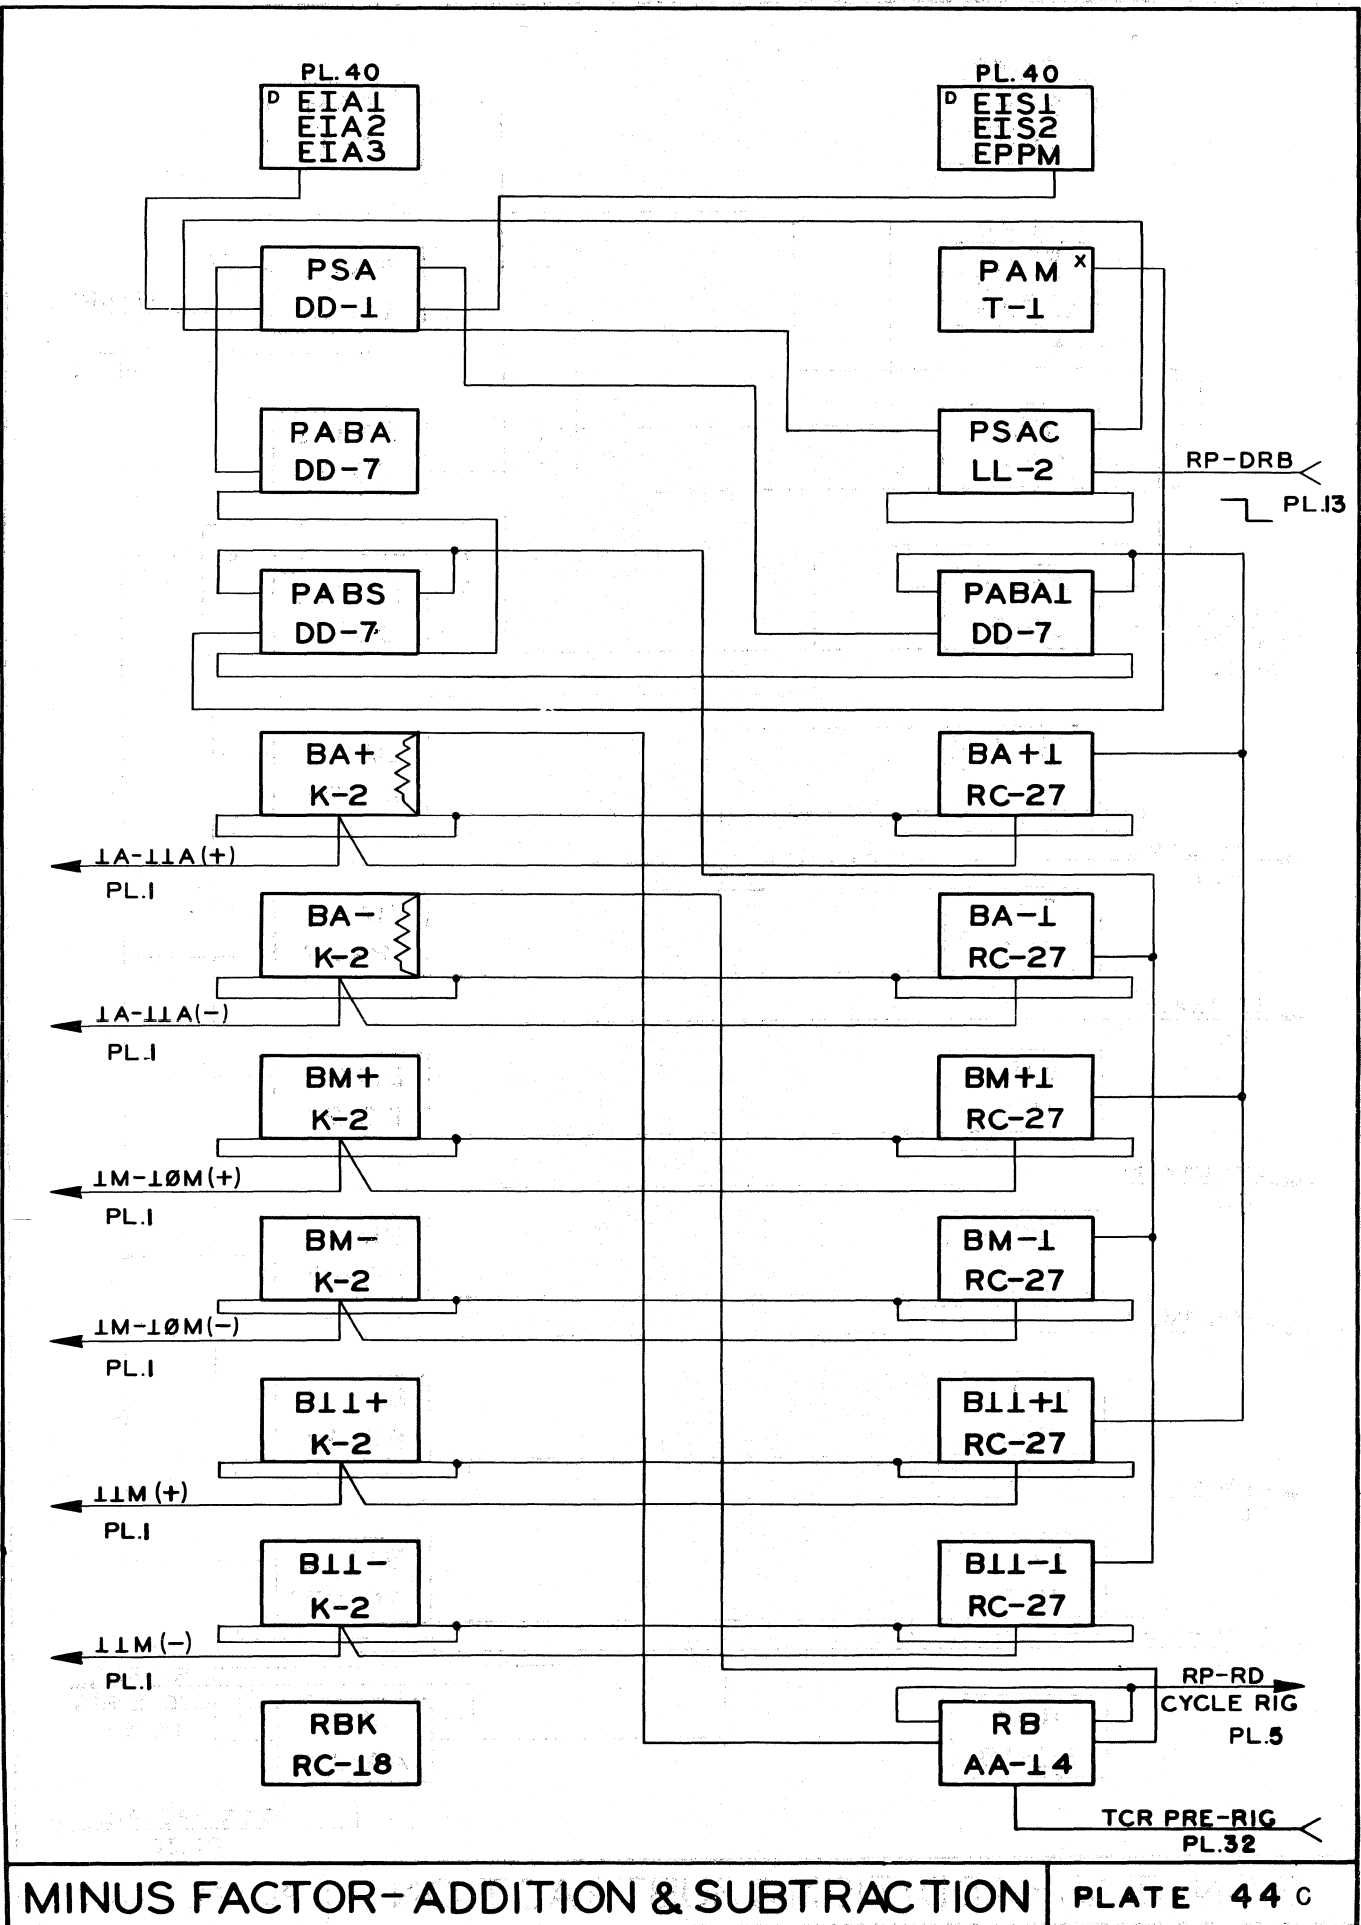 PL.40
D EIA1
EIA2
EIA3
PL.40
D EIS1
EIS2
EPPM
PSA
DD-1
PAM X
T-1
PABA
DD-7
PSAC
LL-2
RP-DRB
PL.13
PABS
DD-7
PABA1
DD-7
BA+
K-2
BA+1
RC-27
1A-11A(+)
PL.1
BA-
K-2
BA-1
RC-27
1A-11A(-)
PL.1
BM+
K-2
BM+1
RC-27
1M-10M(+)
PL.1
BM-
K-2
BM-1
RC-27
1M-10M(-)
PL.1
B11+
K-2
B11+1
RC-27
11M(+)
PL.1
B11-
K-2
B11-1
RC-27
11M(-)
PL.1
RBK
RC-18
RB
AA-14
RP-RD
CYCLE RIG
PL.5
TCR PRE-RIG
PL.32
MINUS FACTOR-ADDITION & SUBTRACTION
PLATE 44 C